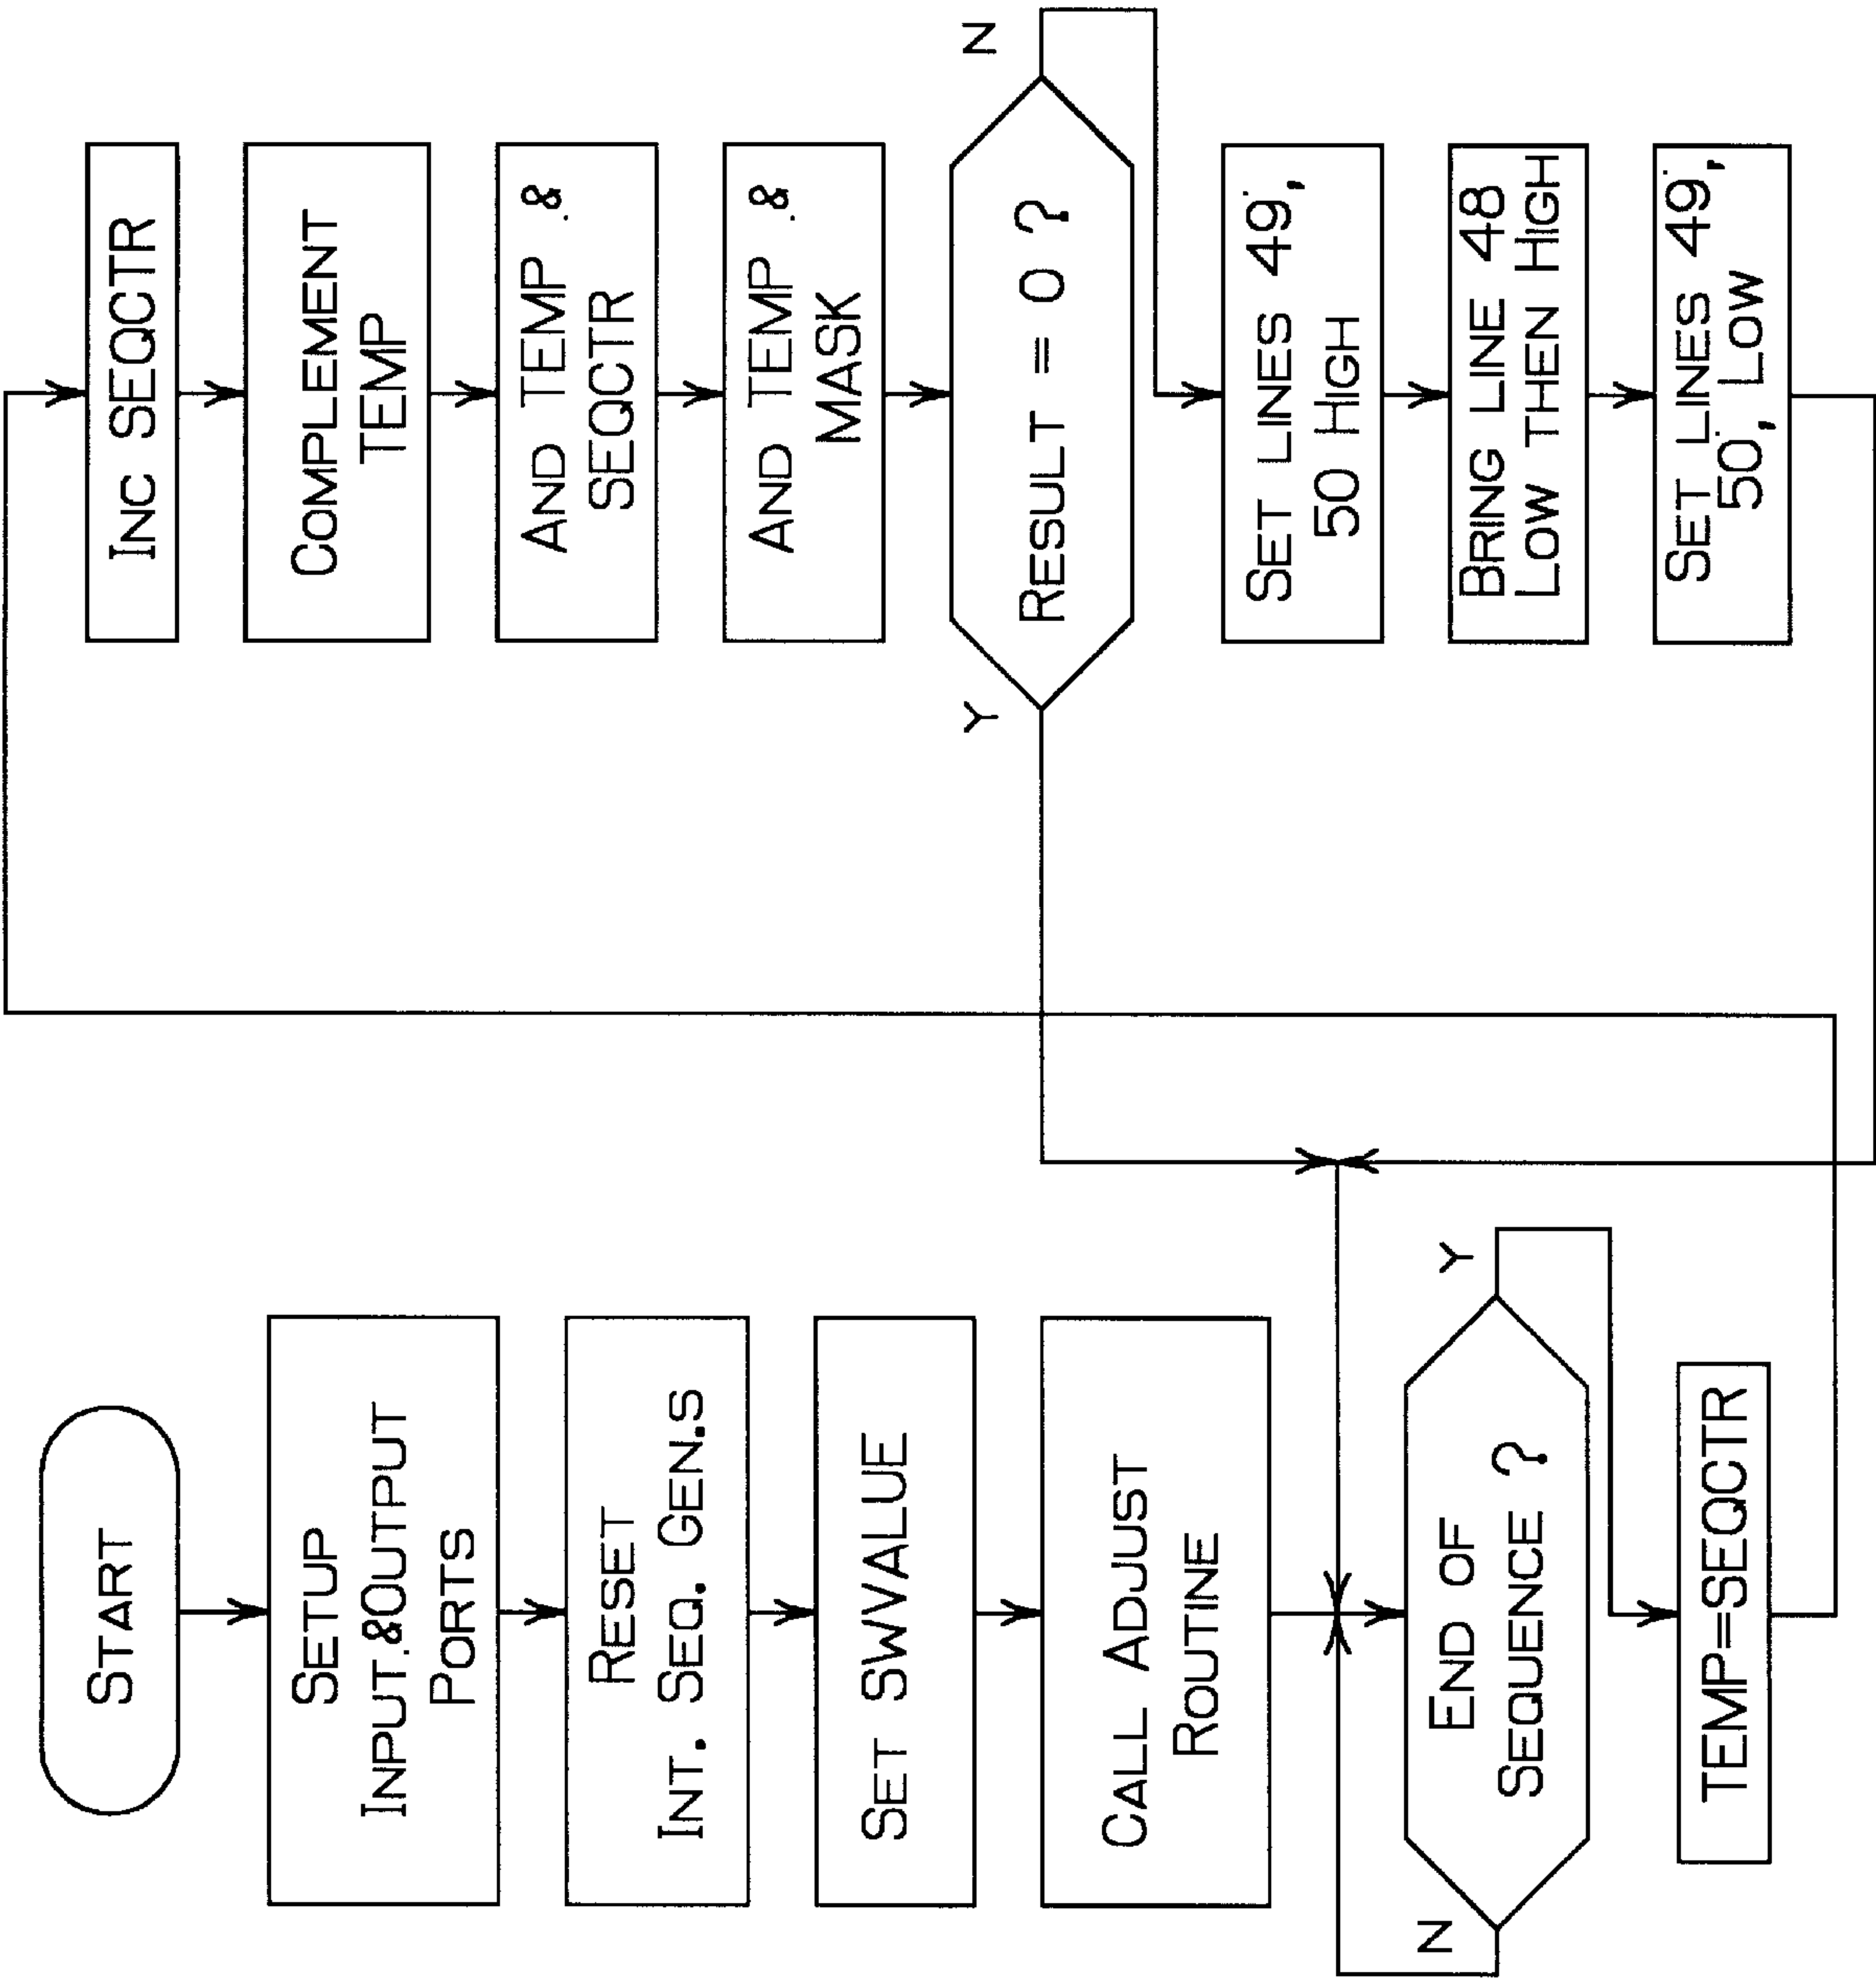 START
SETUP
INPUT.&OUTPUT
PORTS
RESET
INT. SEQ. GEN.S
SET SWVALUE
CALL ADJUST
ROUTINE
END OF
SEQUENCE ?
N
Y
TEMP=SEQCTR
INC SEQCTR
COMPLEMENT
TEMP
AND TEMP .&
SEQCTR
AND TEMP .&
MASK
RESULT = 0 ?
Y
N
SET LINES 49,
50 HIGH
BRING LINE 48
LOW THEN HIGH
SET LINES 49,
50, LOW